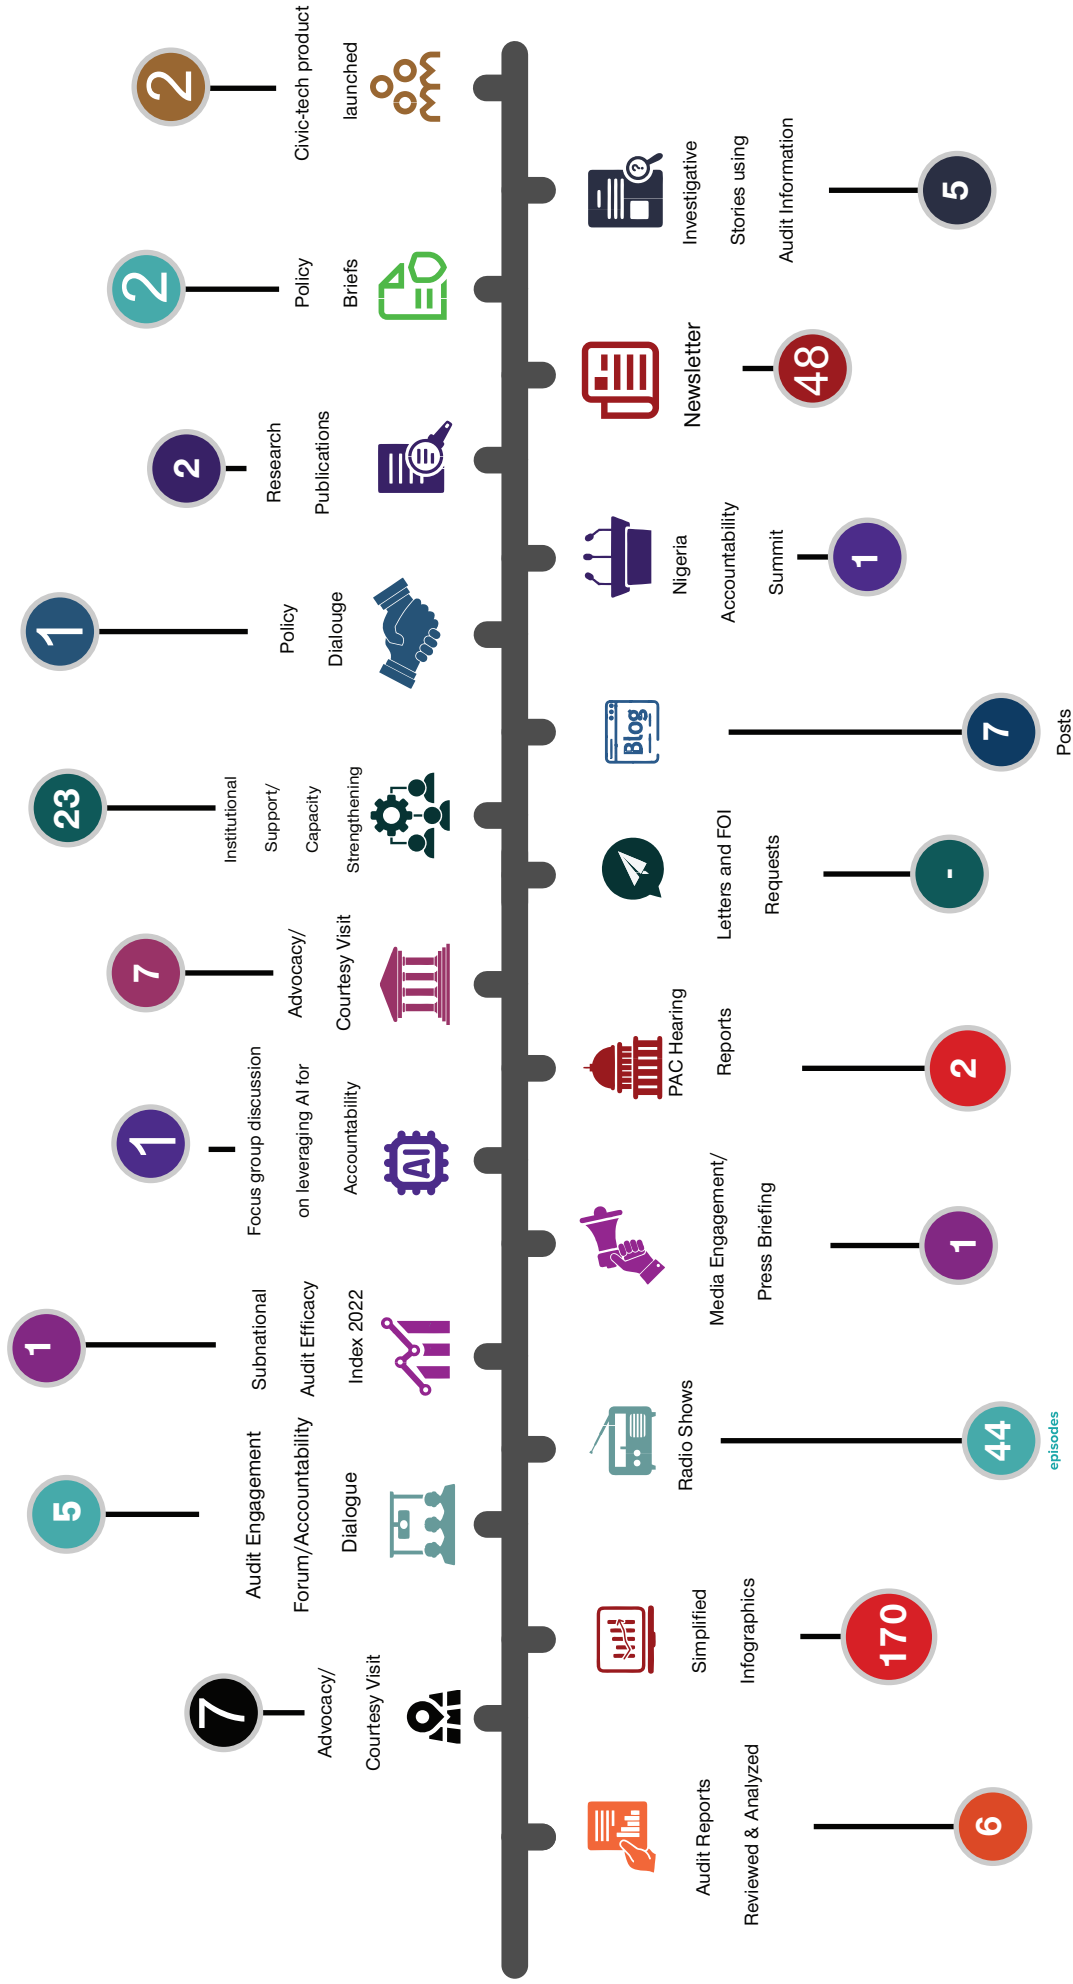 7
Advocacy/
Courtesy Visit
5
Audit Engagement
Forum/Accountability
Dialogue
1
Subnational
Audit Efficacy
Index 2022
1
Focus group discussion
on leveraging AI for
Accountability
AI
7
Advocacy/
Courtesy Visit
23
Institutional
Support/
Capacity
Strengthening
1
Policy
Dialouge
2
Research
Publications
2
Policy
Briefs
2
Civic-tech product
launched
Audit Reports
Reviewed & Analyzed
6
Simplified
Infographics
170
Radio Shows
44
episodes
Media Engagement/
Press Briefing
1
PAC Hearing
Reports
2
Letters and FOI
Requests
-
Blog
7
Posts
Nigeria
Accountability
Summit
1
Newsletter
48
?
Investigative
Stories using
Audit Information
5